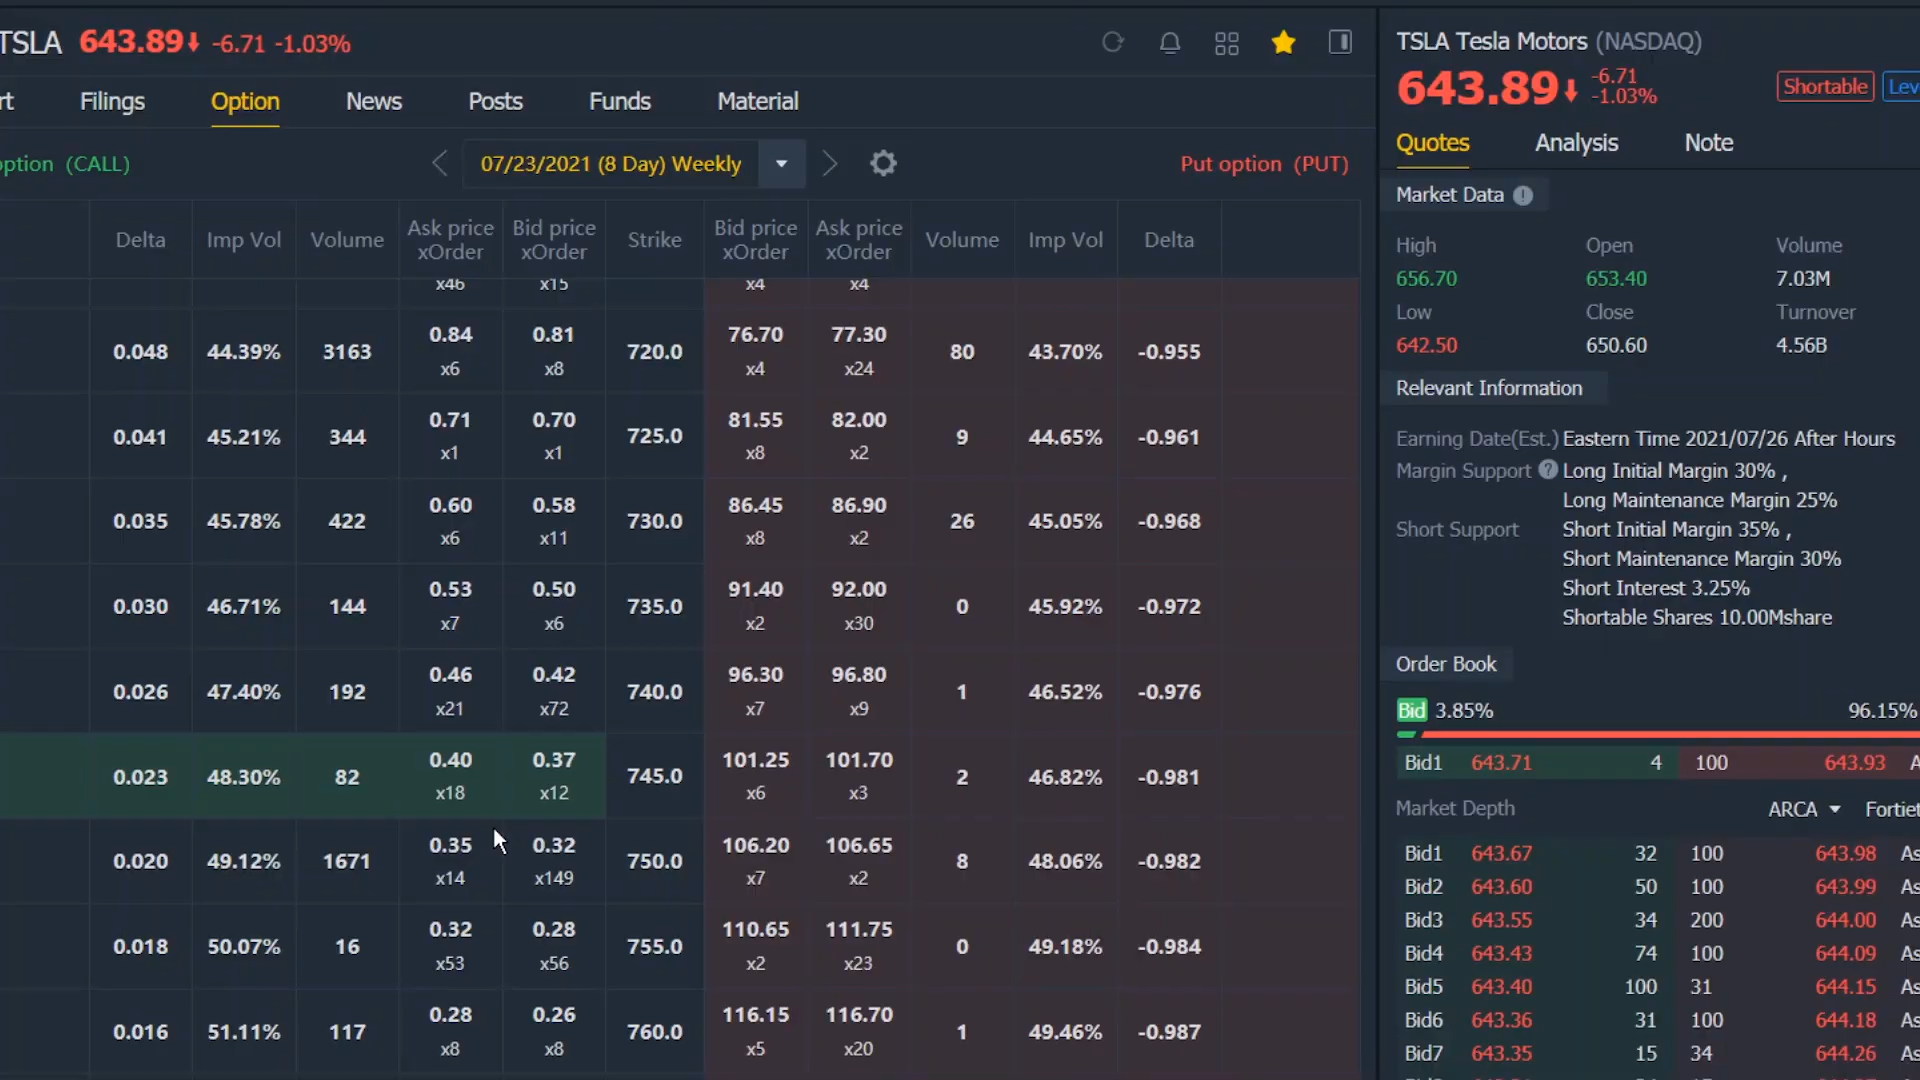 TSLA 643.89↓ -6.71 -1.03%
rt Filings Option News Posts Funds Material
option (CALL) 07/23/2021 (8 Day) Weekly Put option (PUT)
Delta Imp Vol Volume Ask price xOrder Bid price xOrder Strike Bid price xOrder Ask price xOrder Volume Imp Vol Delta
x46 x15 x4 x4
0.84 0.81 76.70 77.30
0.048 44.39% 3163 720.0 80 43.70% -0.955
x6 x8 x4 x24
0.71 0.70 81.55 82.00
0.041 45.21% 344 725.0 9 44.65% -0.961
x1 x1 x8 x2
0.60 0.58 86.45 86.90
0.035 45.78% 422 730.0 26 45.05% -0.968
x6 x11 x8 x2
0.53 0.50 91.40 92.00
0.030 46.71% 144 735.0 0 45.92% -0.972
x7 x6 x2 x30
0.46 0.42 96.30 96.80
0.026 47.40% 192 740.0 1 46.52% -0.976
x21 x72 x7 x9
0.40 0.37 101.25 101.70
0.023 48.30% 82 745.0 2 46.82% -0.981
x18 x12 x6 x3
0.35 0.32 106.20 106.65
0.020 49.12% 1671 750.0 8 48.06% -0.982
x14 x149 x7 x2
0.32 0.28 110.65 111.75
0.018 50.07% 16 755.0 0 49.18% -0.984
x53 x56 x2 x23
0.28 0.26 116.15 116.70
0.016 51.11% 117 760.0 1 49.46% -0.987
x8 x8 x5 x20
TSLA Tesla Motors (NASDAQ)
643.89↓ -6.71 -1.03% Shortable Leve
Quotes Analysis Note
Market Data
High Open Volume
656.70 653.40 7.03M
Low Close Turnover
642.50 650.60 4.56B
Relevant Information
Earning Date(Est.) Eastern Time 2021/07/26 After Hours
Margin Support Long Initial Margin 30% ,
Long Maintenance Margin 25%
Short Support Short Initial Margin 35% ,
Short Maintenance Margin 30%
Short Interest 3.25%
Shortable Shares 10.00Mshare
Order Book
Bid 3.85% 96.15%
Bid1 643.71 4 100 643.93 A
Market Depth ARCA Fortiet
Bid1 643.67 32 100 643.98 As
Bid2 643.60 50 100 643.99 As
Bid3 643.55 34 200 644.00 As
Bid4 643.43 74 100 644.09 As
Bid5 643.40 100 31 644.15 As
Bid6 643.36 31 100 644.18 As
Bid7 643.35 15 34 644.26 As